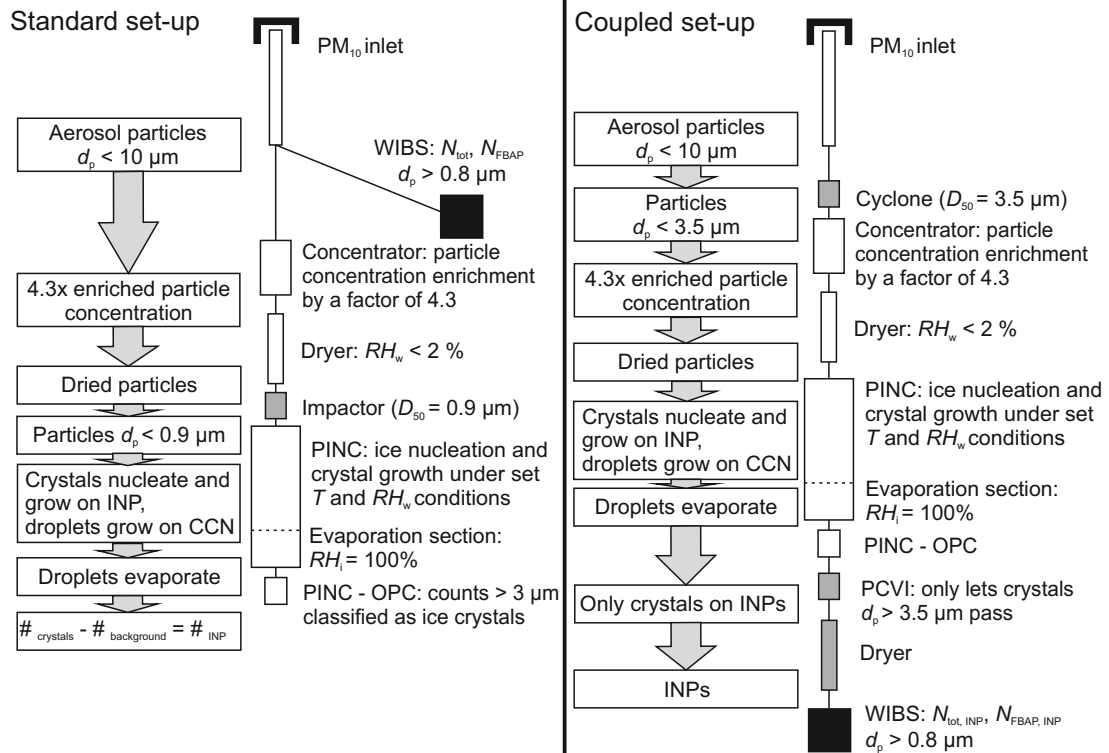 Standard set-up
PM₁₀ inlet
Aerosol particles
dₚ < 10 µm
WIBS: Nₜₒₜ, N_FBAP
dₚ > 0.8 µm
Concentrator: particle
concentration enrichment
by a factor of 4.3
4.3x enriched particle
concentration
Dryer: RH_w < 2 %
Dried particles
Impactor (D₅₀ = 0.9 µm)
Particles dₚ < 0.9 µm
PINC: ice nucleation and
crystal growth under set
T and RH_w conditions
Crystals nucleate and
grow on INP,
droplets grow on CCN
Evaporation section:
RHᵢ = 100%
Droplets evaporate
PINC - OPC: counts > 3 µm
classified as ice crystals
# crystals - # background = # INP
Coupled set-up
PM₁₀ inlet
Aerosol particles
dₚ < 10 µm
Cyclone (D₅₀ = 3.5 µm)
Particles
dₚ < 3.5 µm
Concentrator: particle
concentration enrichment
by a factor of 4.3
4.3x enriched particle
concentration
Dryer: RH_w < 2 %
Dried particles
PINC: ice nucleation and
crystal growth under set
T and RH_w conditions
Crystals nucleate and
grow on INP,
droplets grow on CCN
Evaporation section:
RHᵢ = 100%
Droplets evaporate
PINC - OPC
PCVI: only lets crystals
dₚ > 3.5 µm pass
Only crystals on INPs
Dryer
INPs
WIBS: N_tot, INP, N_FBAP, INP
dₚ > 0.8 µm